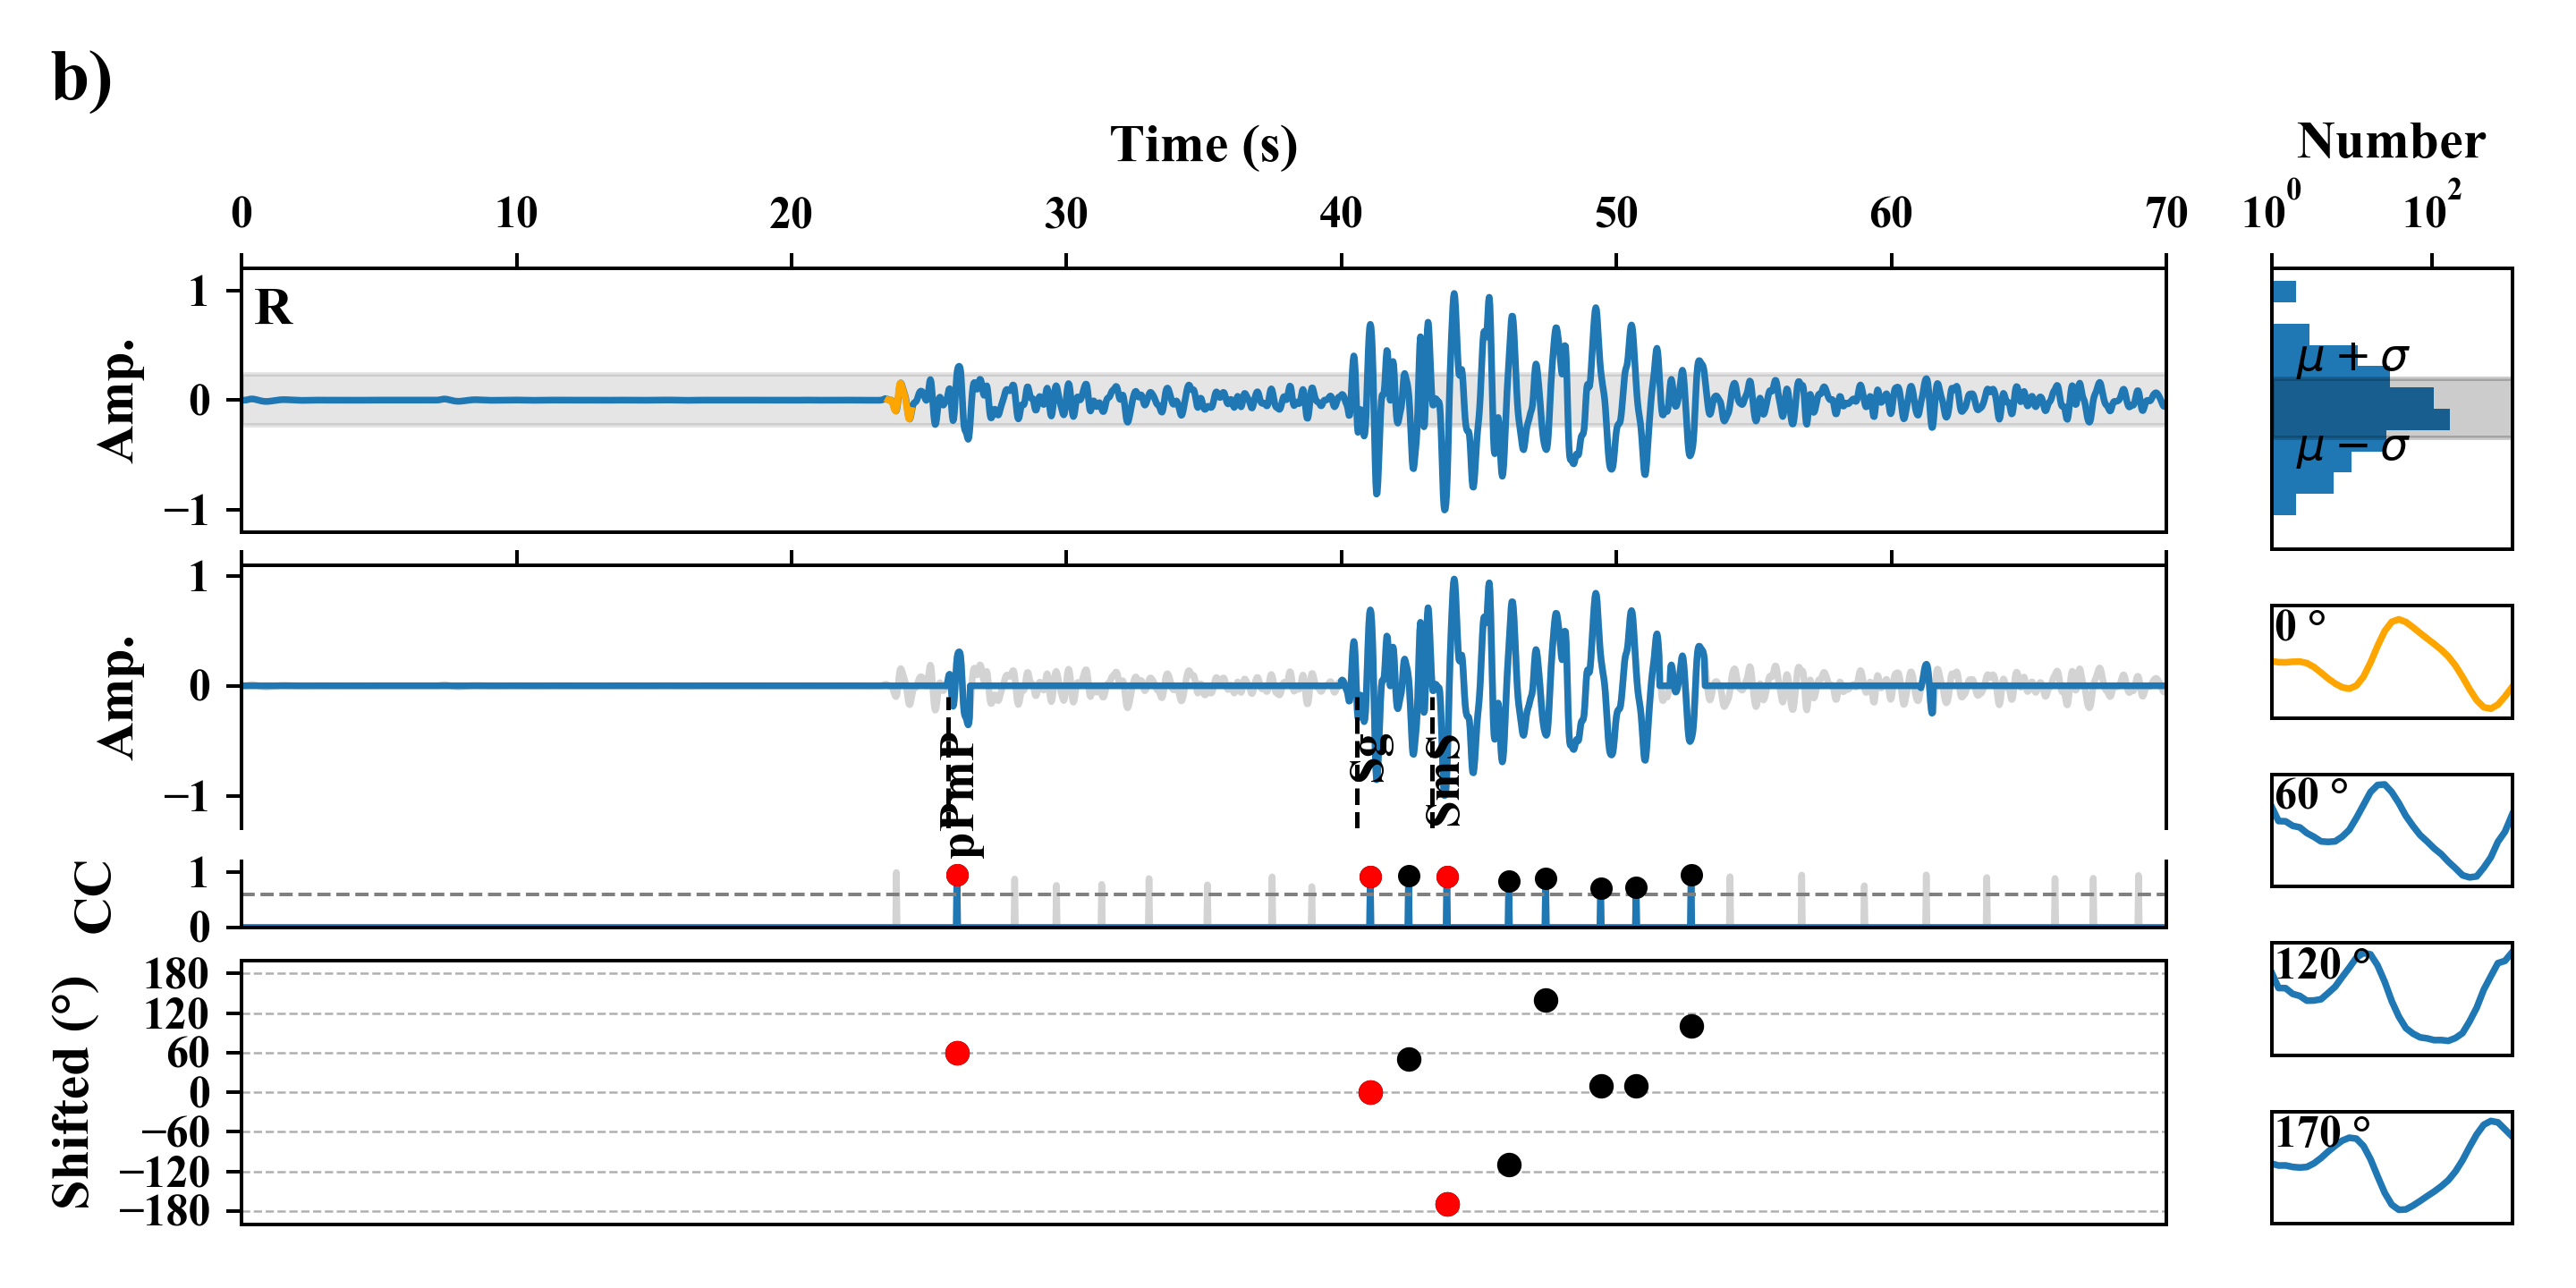 b)
Time (s)
Number
0 10 20 30 40 50 60 70
10^0 10^2
R
Amp.
1
0
−1
μ + σ
μ − σ
Amp.
1
0
−1
pPmP
Sg
SmS
0 °
60 °
120 °
170 °
CC
1
0
Shifted (°)
180
120
60
0
−60
−120
−180